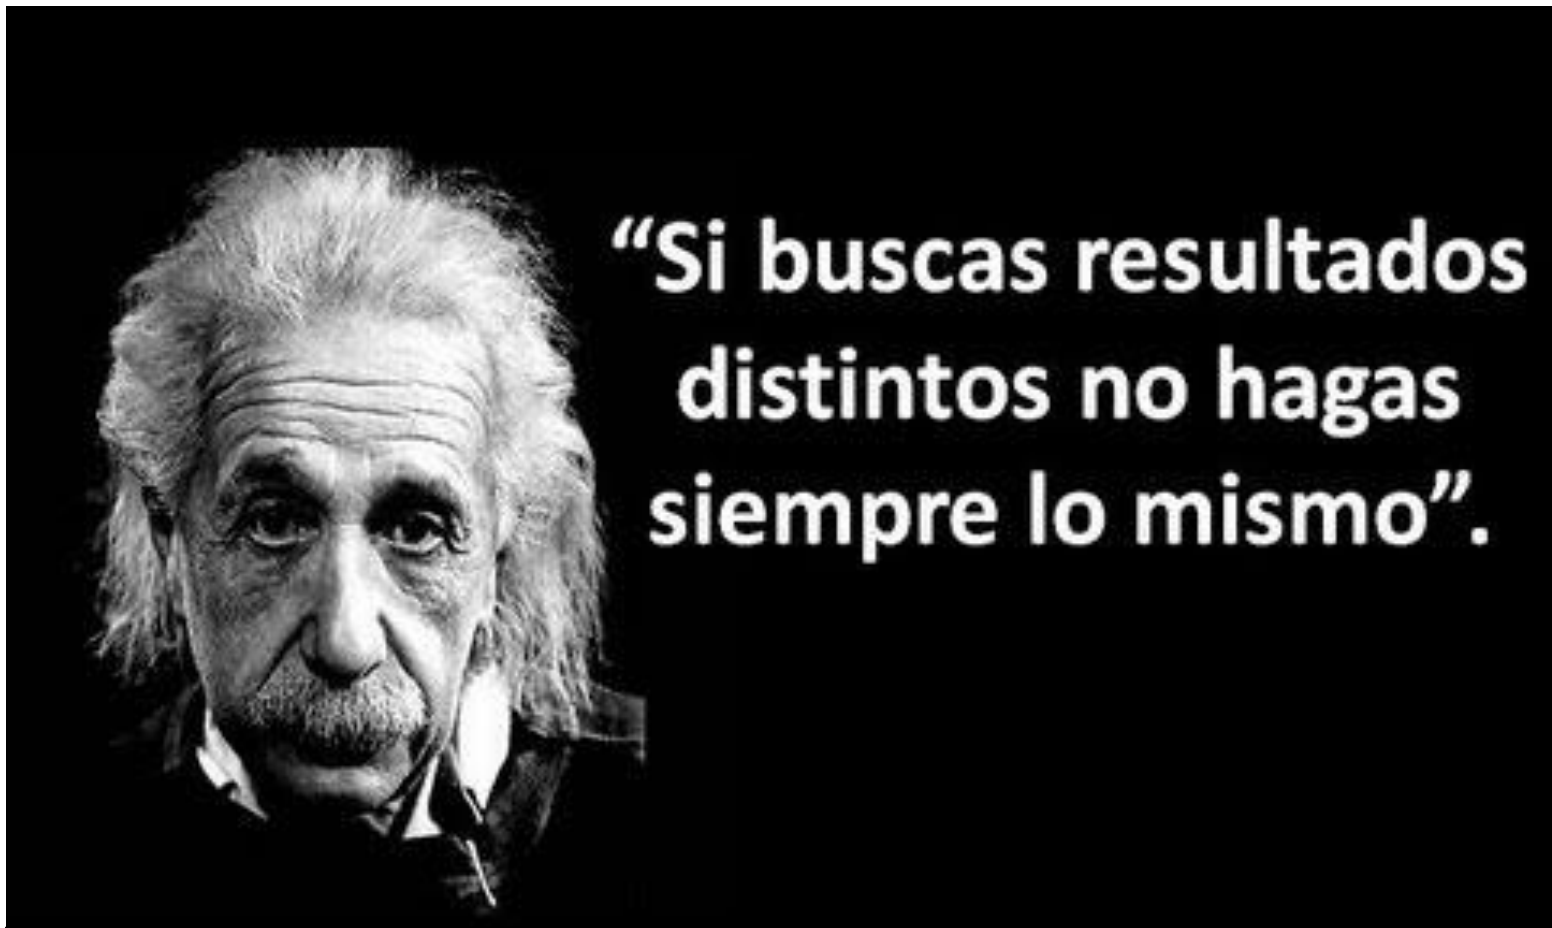 “Si buscas resultados
distintos no hagas
siempre lo mismo”.